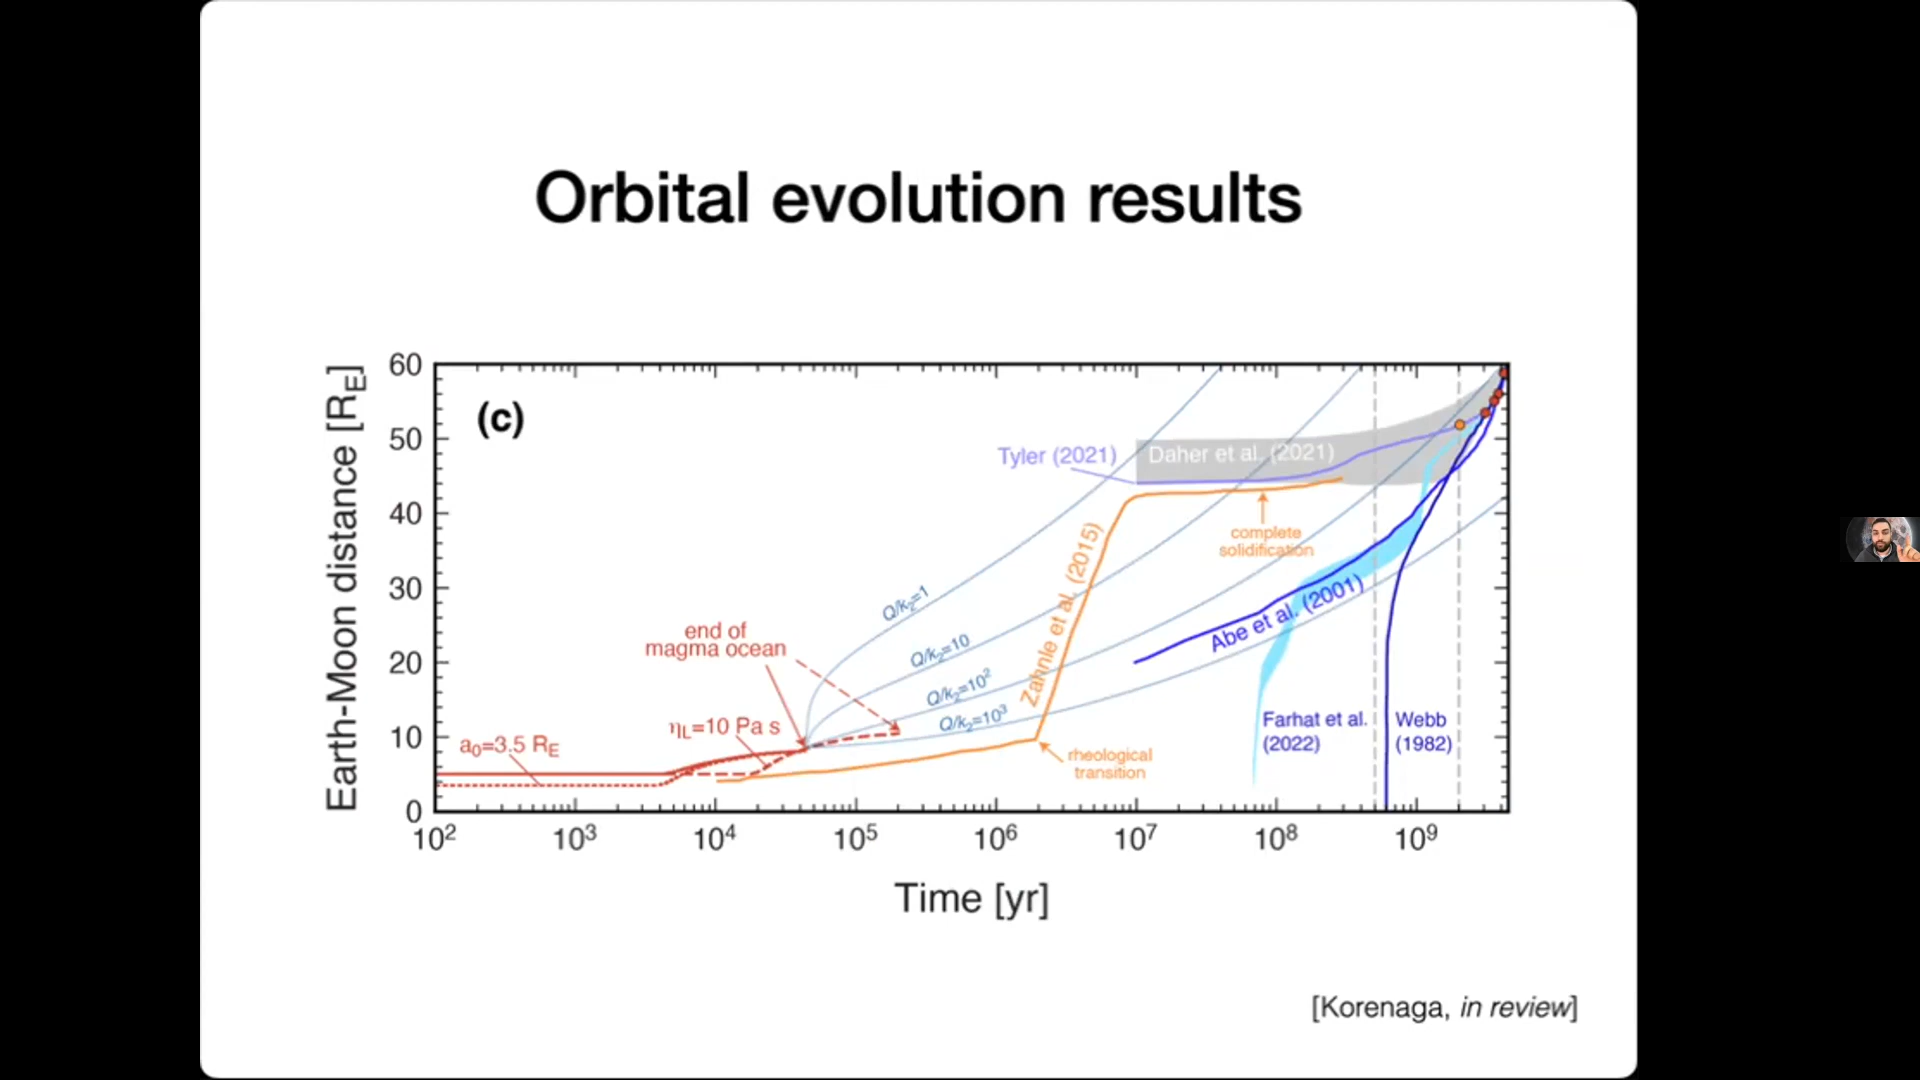 Orbital evolution results
Earth-Moon distance [RE]
60
50
40
30
20
10
0
(c)
Tyler (2021)
Daher et al. (2021)
complete
solidification
Zahnle et al. (2015)
Q/k2=1
Q/k2=10
Q/k2=10²
Q/k2=10³
Abe et al. (2001)
end of
magma ocean
ηL=10 Pa s
a0=3.5 RE
rheological
transition
Farhat et al.
(2022)
Webb
(1982)
10²
10³
10⁴
10⁵
10⁶
10⁷
10⁸
10⁹
Time [yr]
[Korenaga, in review]